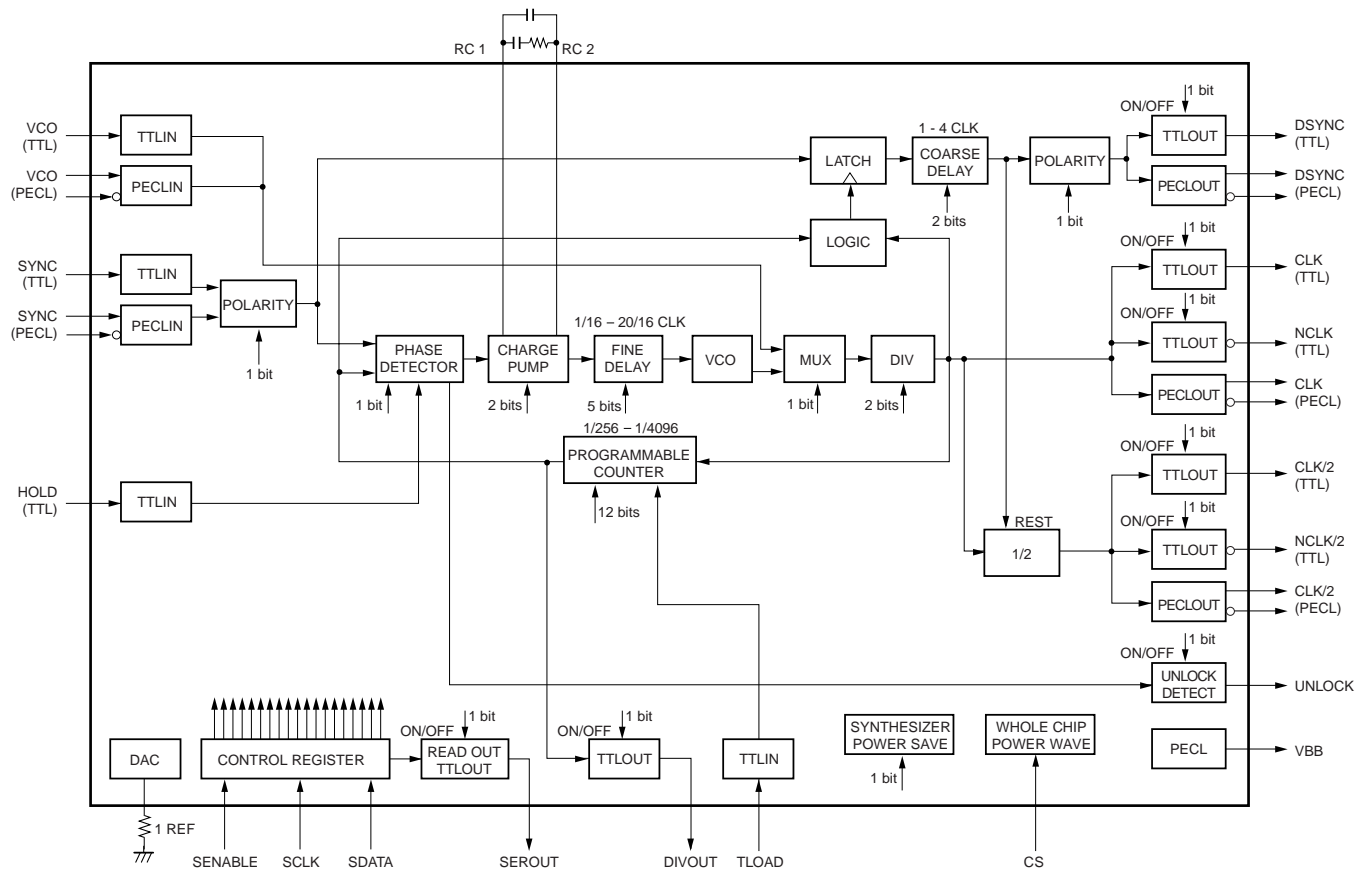 RC 1
RC 2
1 bit
ON/OFF
VCO
(TTL)
TTLIN
1 - 4 CLK
TTLOUT
DSYNC
(TTL)
LATCH
COARSE
DELAY
POLARITY
VCO
(PECL)
PECLIN
PECLOUT
DSYNC
(PECL)
2 bits
1 bit
LOGIC
1 bit
ON/OFF
SYNC
(TTL)
TTLIN
TTLOUT
CLK
(TTL)
POLARITY
SYNC
(PECL)
PECLIN
1 bit
ON/OFF
1/16 – 20/16 CLK
TTLOUT
NCLK
(TTL)
PHASE
DETECTOR
CHARGE
PUMP
FINE
DELAY
VCO
MUX
DIV
1 bit
1 bit
2 bits
5 bits
1 bit
2 bits
PECLOUT
CLK
(PECL)
1/256 – 1/4096
PROGRAMMABLE
COUNTER
12 bits
1 bit
ON/OFF
TTLOUT
CLK/2
(TTL)
HOLD
(TTL)
TTLIN
1 bit
ON/OFF
REST
1/2
TTLOUT
NCLK/2
(TTL)
PECLOUT
CLK/2
(PECL)
1 bit
ON/OFF
UNLOCK
DETECT
UNLOCK
DAC
CONTROL REGISTER
1 bit
ON/OFF
READ OUT
TTLOUT
1 bit
ON/OFF
TTLOUT
TTLIN
SYNTHESIZER
POWER SAVE
1 bit
WHOLE CHIP
POWER WAVE
PECL
VBB
1 REF
SENABLE
SCLK
SDATA
SEROUT
DIVOUT
TLOAD
CS